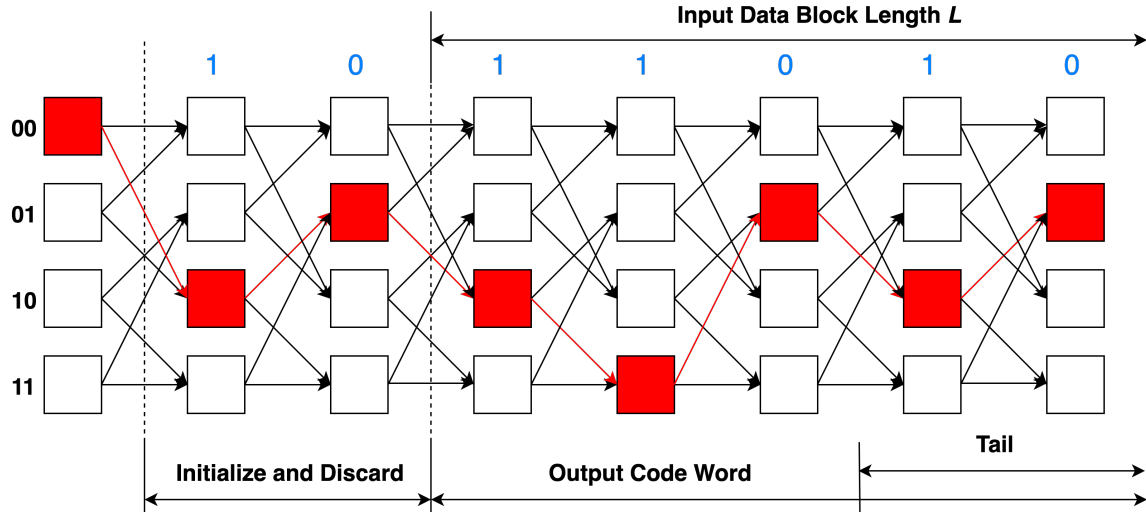 Input Data Block Length L
1 0 1 1 0 1 0
00
01
10
11
Tail
Initialize and Discard Output Code Word